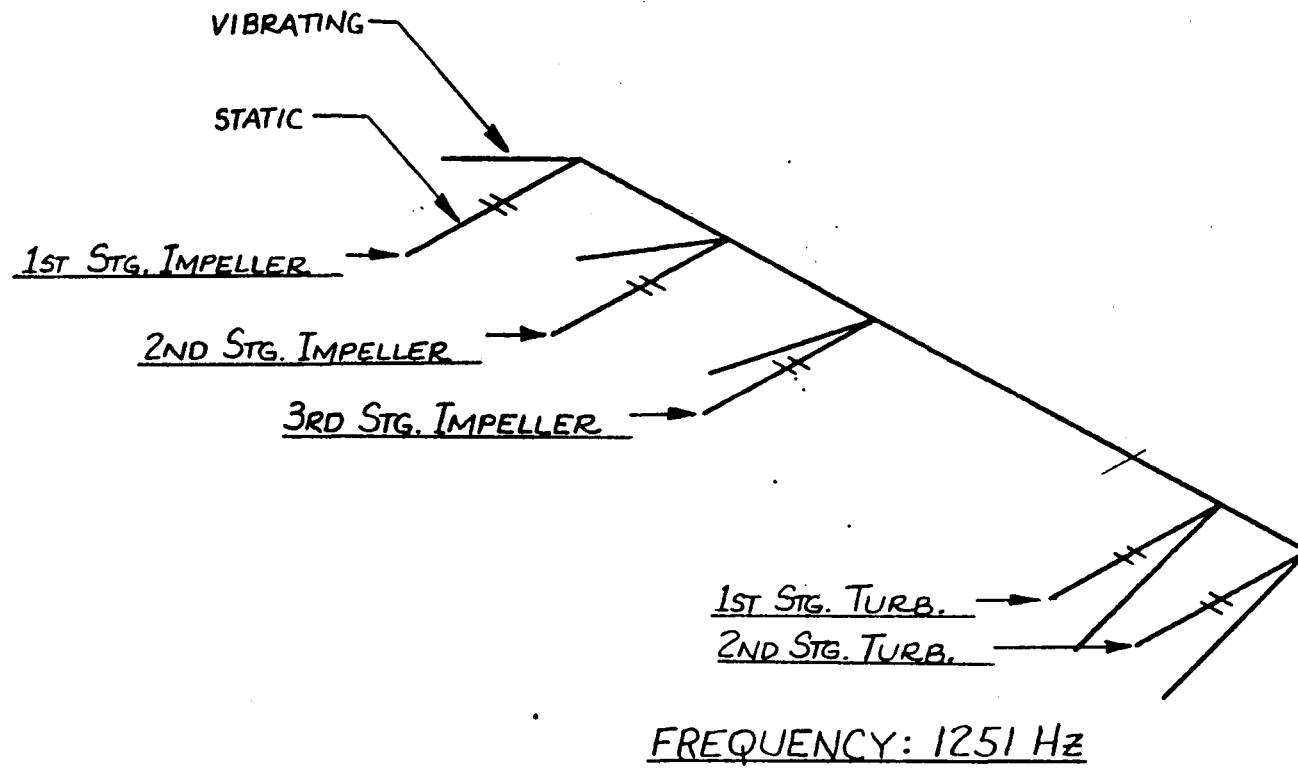 VIBRATING
STATIC
1ST STG. IMPELLER
2ND STG. IMPELLER
3RD STG. IMPELLER
1ST STG. TURB.
2ND STG. TURB.
FREQUENCY: 1251 HZ